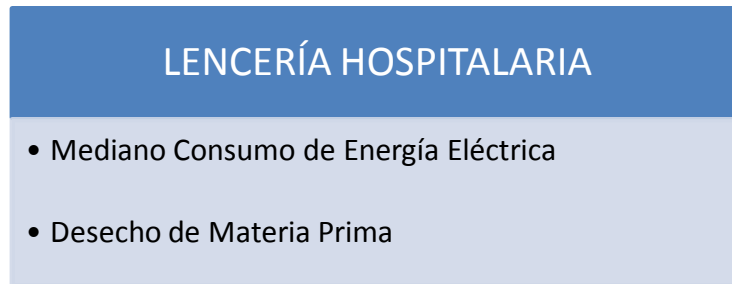 LENCERÍA HOSPITALARIA
• Mediano Consumo de Energía Eléctrica
• Desecho de Materia Prima